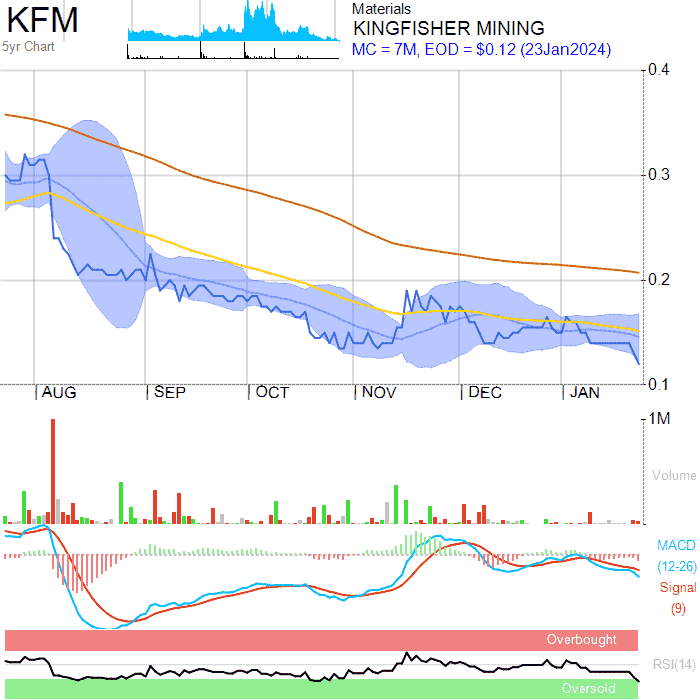 KFM
5yr Chart
Materials
KINGFISHER MINING
MC = 7M, EOD = $0.12 (23Jan2024)
0.4
0.3
0.2
0.1
AUG SEP OCT NOV DEC JAN
1M
Volume
MACD
(12-26)
Signal
(9)
Overbought
RSI(14)
Oversold